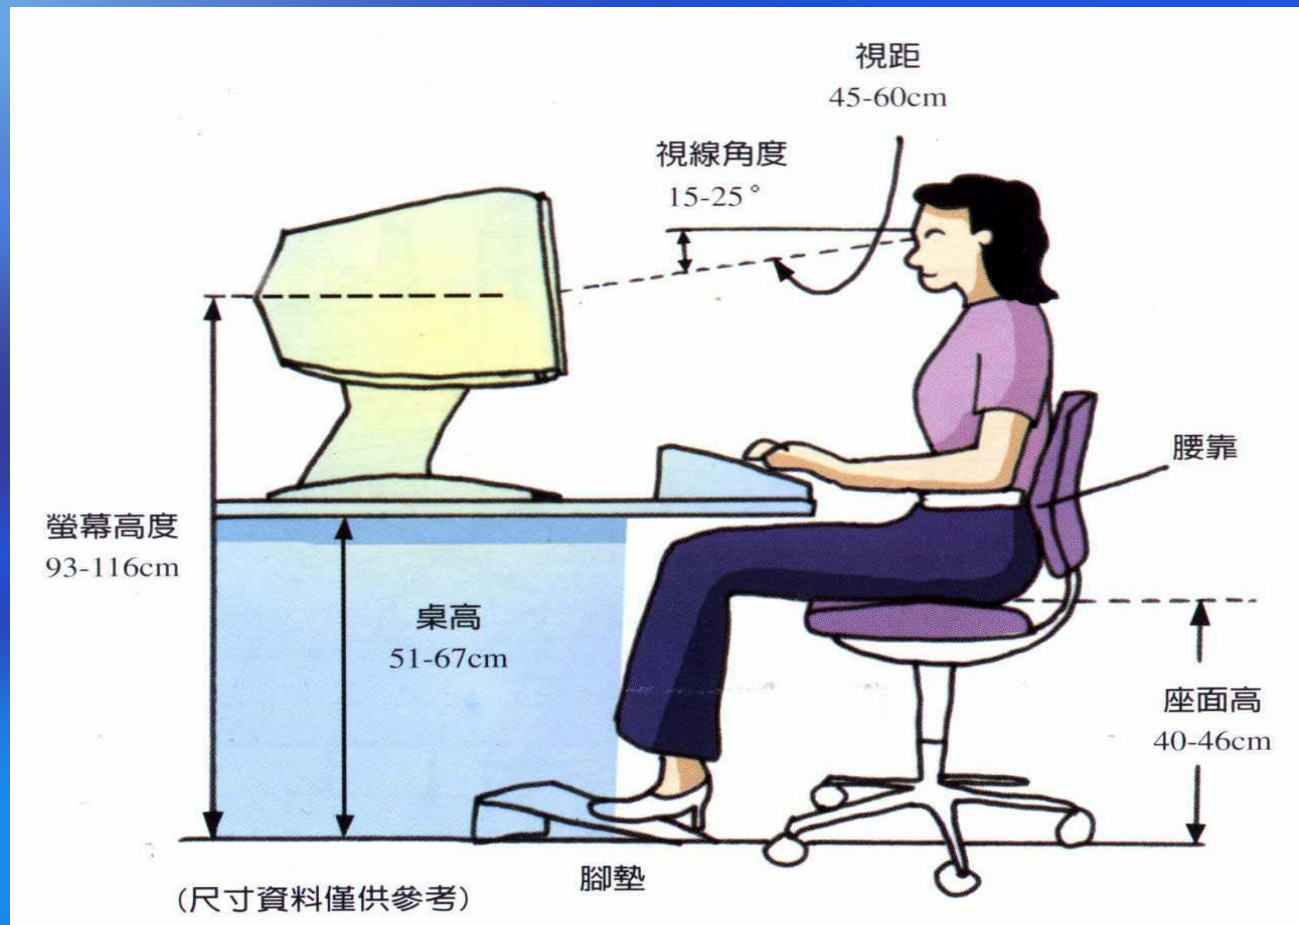 視距
45-60cm
視線角度
15-25°
腰靠
螢幕高度
93-116cm
桌高
51-67cm
座面高
40-46cm
腳墊
(尺寸資料僅供參考)